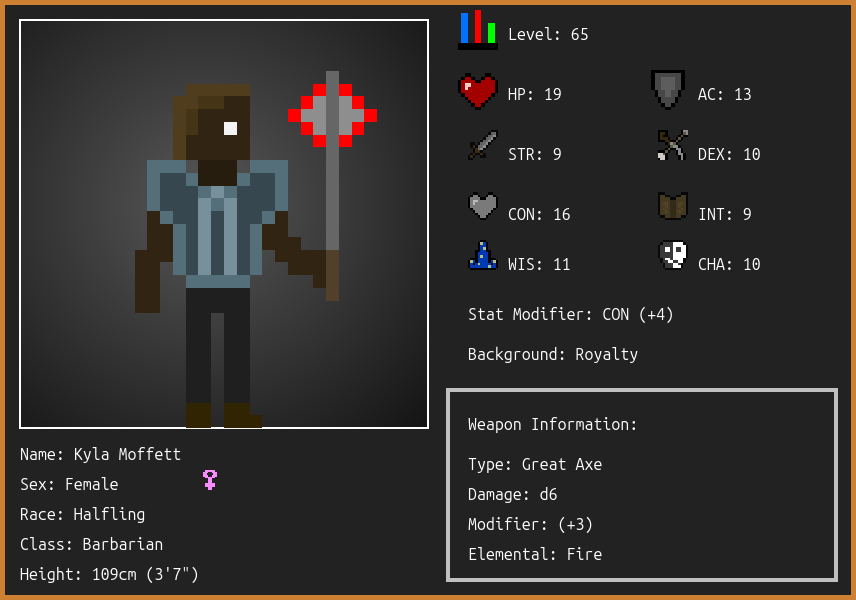 Level: 65
HP: 19
AC: 13
STR: 9
DEX: 10
CON: 16
INT: 9
WIS: 11
CHA: 10
Stat Modifier: CON (+4)
Background: Royalty
Weapon Information:
Type: Great Axe
Damage: d6
Modifier: (+3)
Elemental: Fire
Name: Kyla Moffett
Sex: Female
Race: Halfling
Class: Barbarian
Height: 109cm (3'7")